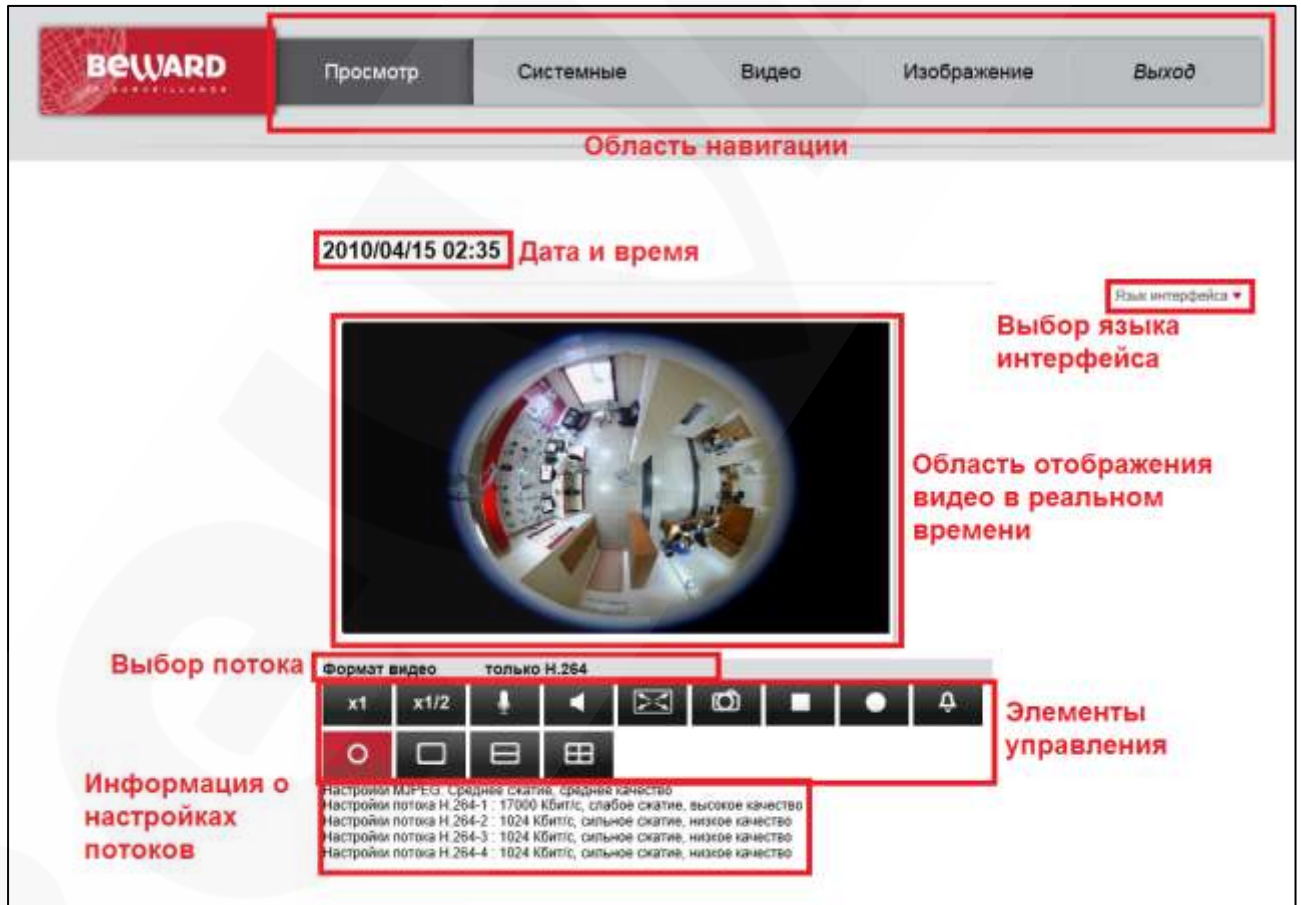 BEWARD
Просмотр
Системные
Видео
Изображение
Выход
Область навигации
2010/04/15 02:35
Дата и время
Язык интерфейса
Выбор языка
интерфейса
Область отображения
видео в реальном
времени
Выбор потока
Формат видео
только H.264
x1
x1/2
Элементы
управления
Информация о
настройках
потоков
Настройки MJPEG: Среднее сжатие, среднее качество
Настройки потока H.264-1 : 17000 Кбит/с, слабое сжатие, высокое качество
Настройки потока H.264-2 : 1024 Кбит/с, сильное сжатие, низкое качество
Настройки потока H.264-3 : 1024 Кбит/с, сильное сжатие, низкое качество
Настройки потока H.264-4 : 1024 Кбит/с, сильное сжатие, низкое качество